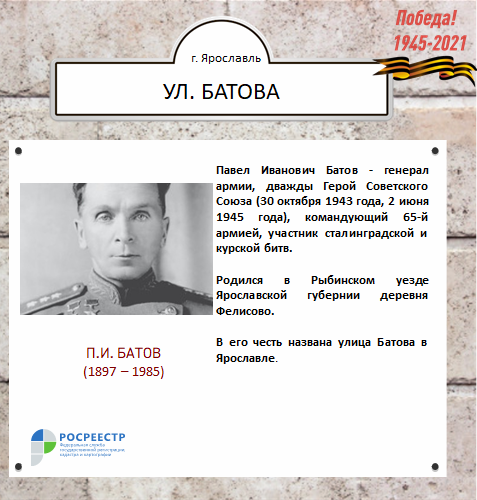 Победа!
1945-2021
г. Ярославль
УЛ. БАТОВА
Павел Иванович Батов - генерал
армии, дважды Герой Советского
Союза (30 октября 1943 года, 2 июня
1945 года), командующий 65-й
армией, участник сталинградской и
курской битв.
Родился в Рыбинском уезде
Ярославской губернии деревня
Фелисово.
В его честь названа улица Батова в
Ярославле.
П.И. БАТОВ
(1897 – 1985)
РОСРЕЕСТР
Федеральная служба
государственной регистрации,
кадастра и картографии